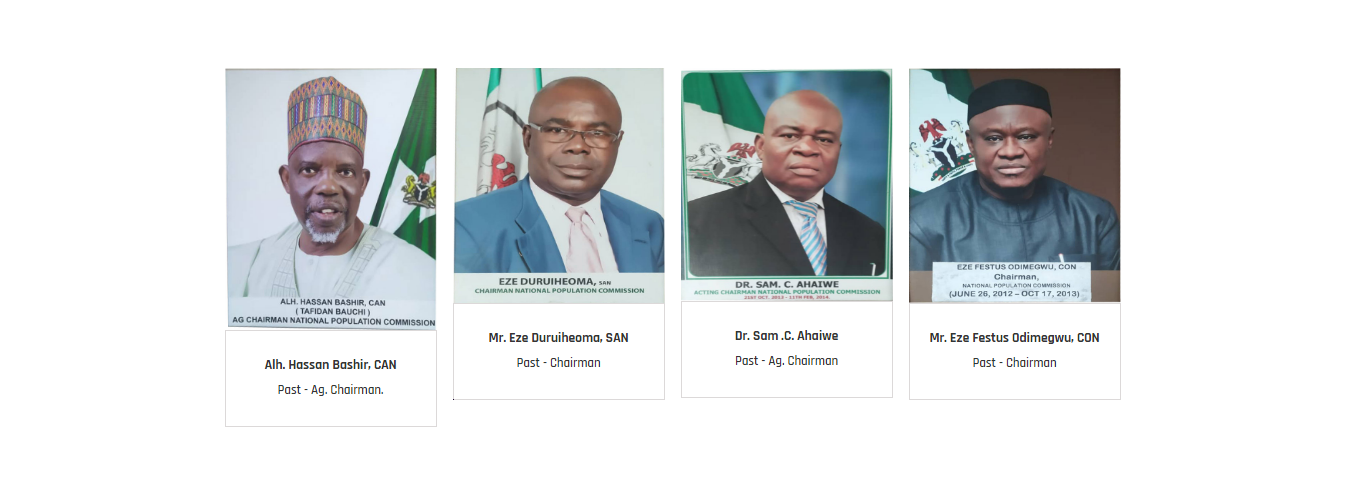 ALH. HASSAN BASHIR, CAN
( TAFIDAN BAUCHI )
AG CHAIRMAN NATIONAL POPULATION COMMISSION
Alh. Hassan Bashir, CAN
Past - Ag. Chairman.
EZE DURUIHEOMA, SAN
CHAIRMAN NATIONAL POPULATION COMMISSION
Mr. Eze Duruiheoma, SAN
Past - Chairman
DR. SAM. C. AHAIWE
ACTING CHAIRMAN NATIONAL POPULATION COMMISSION
21ST OCT. 2013 - 11TH FEB, 2014.
Dr. Sam .C. Ahaiwe
Past - Ag. Chairman
EZE FESTUS ODIMEGWU, CON
Chairman,
NATIONAL POPULATION COMMISSION
(JUNE 26, 2012 – OCT 17, 2013)
Mr. Eze Festus Odimegwu, CON
Past - Chairman